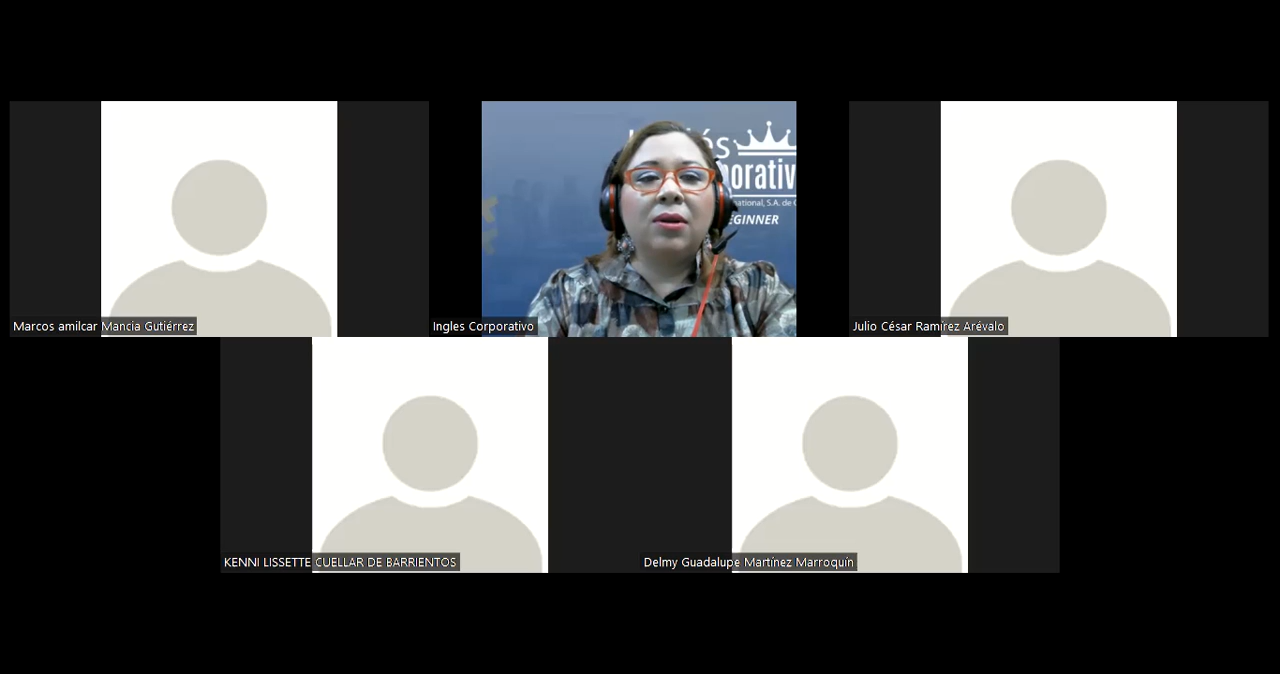 Marcos amilcar Mancia Gutiérrez
Ingles Corporativo
Julio César Ramírez Arévalo
KENNI LISSETTE CUELLAR DE BARRIENTOS
Delmy Guadalupe Martínez Marroquín